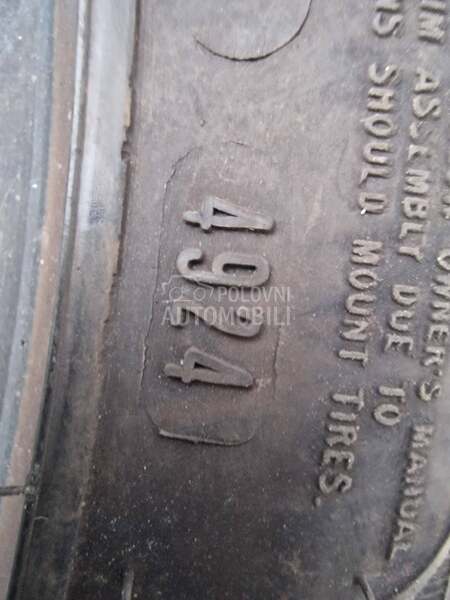 4924
POLOVNI
AUTOMOBILI
OWNER'S MANUAL
ASSEMBLY DUE TO
SHOULD MOUNT TIRES.